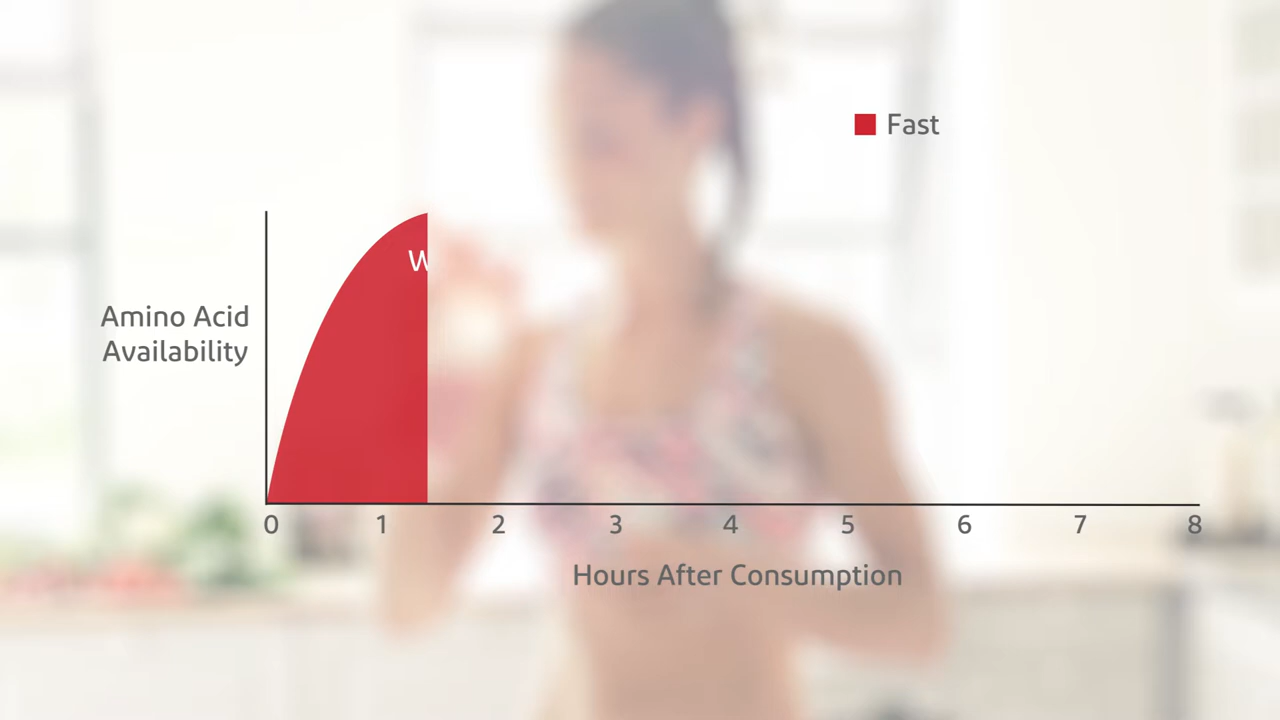 Fast
W
Amino Acid
Availability
0 1 2 3 4 5 6 7 8
Hours After Consumption